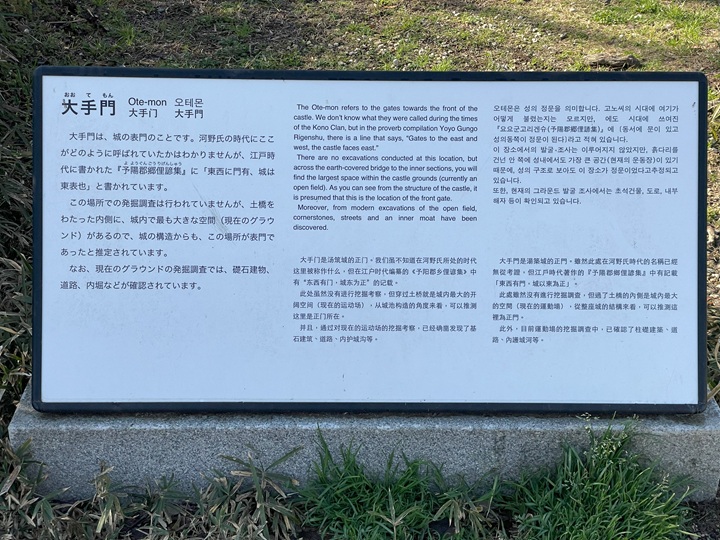 おお て もん
大手門
Ote-mon 오테몬
大手门 大手門
大手門は、城の表門のことです。河野氏の時代にここ
がどのように呼ばれていたかはわかりませんが、江戸時
よようぐんごうりげんしゅう
代に書かれた『予陽郡郷俚諺集』に「東西に門有、城は
東表也」と書かれています。
この場所での発掘調査は行われていませんが、土橋を
わたった内側に、城内で最も大きな空間（現在のグラウ
ンド）があるので、城の構造からも、この場所が表門で
あったと推定されています。
なお、現在のグラウンドの発掘調査では、礎石建物、
道路、内堀などが確認されています。
The Ote-mon refers to the gates towards the front of the
castle. We don't know what they were called during the times
of the Kono Clan, but in the proverb compilation Yoyo Gungo
Rigenshu, there is a line that says, "Gates to the east and
west, the castle faces east."
There are no excavations conducted at this location, but
across the earth-covered bridge to the inner sections, you will
find the largest space within the castle grounds (currently an
open field). As you can see from the structure of the castle, it
is presumed that this is the location of the front gate.
Moreover, from modern excavations of the open field,
cornerstones, streets and an inner moat have been
discovered.
大手门是汤筑城的正门。我们虽不知道在河野氏所处的时代
这里被称作什么，但在江户时代编纂的《予阳郡乡俚谚集》中
有“东西有门，城东为正”的记载。
此处虽然没有进行挖掘考察，但穿过土桥就是城内最大的开
阔空间（现在的运动场），从城池构造的角度来看，可以推测
这里是正门所在。
并且，通过对现在的运动场的挖掘考察，已经确凿发现了基
石建筑、道路、内护城沟等。
오테몬은 성의 정문을 의미합니다. 고노씨의 시대에 여기가
어떻게 불렸는지는 모르지만, 에도 시대에 쓰여진
『요요군고리겐슈(予陽郡郷俚諺集)』에 [동서에 문이 있고
성의동쪽이 정문이 된다]라고 적혀 있습니다.
이 장소에서의 발굴·조사는 이루어지지 않았지만, 흙다리를
건넌 안 쪽에 성내에서도 가장 큰 공간(현재의 운동장)이 있기
때문에, 성의 구조로 보아도 이 장소가 정문이었다고추정되고
있습니다.
또한, 현재의 그라운드 발굴 조사에서는 초석건물, 도로, 내부
해자 등이 확인되고 있습니다.
大手門是湯築城的正門。雖然此處在河野氏時代的名稱已經
無從考證，但江戶時代著作的『予陽郡鄉俚諺集』中有記載
「東西有門，城以東為正」。
此處雖然沒有進行挖掘調查，但過了土橋的內側是城內最大
的空間（現在的運動場），從整座城的結構來看，可以推測這
裡為正門。
此外，目前運動場的挖掘調查中，已確認了柱礎建築、道
路、內護城河等。